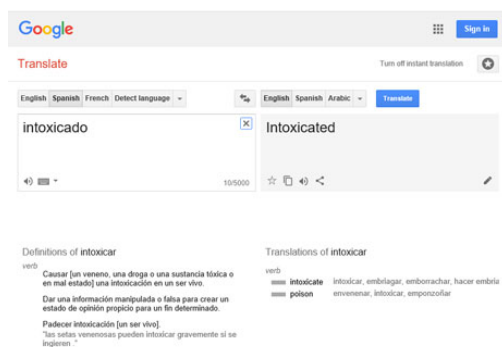 Google
Sign in
Translate
Turn off instant translation
English Spanish French Detect language
English Spanish Arabic
Translate
intoxicado
Intoxicated
10/5000
Definitions of intoxicar
verb
Causar [un veneno, una droga o una sustancia tóxica o
en mal estado] una intoxicación en un ser vivo.
Dar una información manipulada o falsa para crear un
estado de opinión propicio para un fin determinado.
Padecer intoxicación [un ser vivo].
"las setas venenosas pueden intoxicar gravemente si se
ingieren ."
Translations of intoxicar
verb
intoxicate intoxicar, embriagar, emborrachar, hacer embria
poison envenenar, intoxicar, emponzoñar